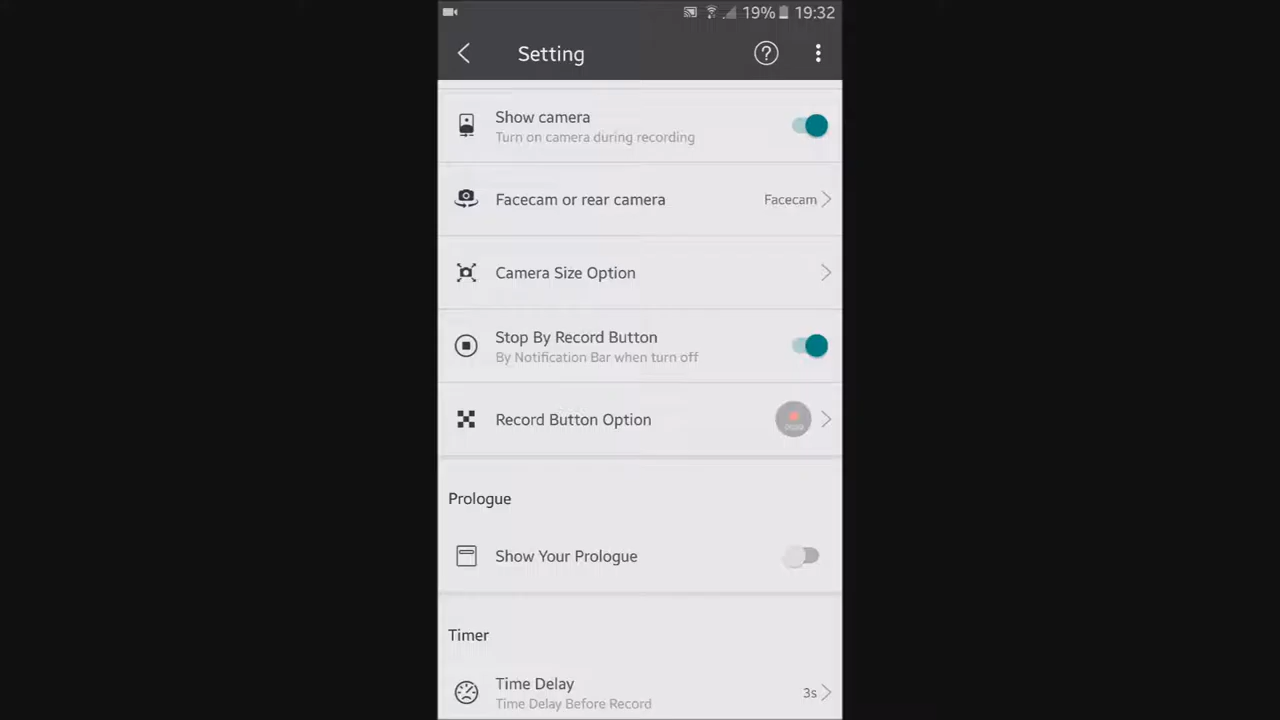 19% 19:32
Setting
Show camera
Turn on camera during recording
Facecam or rear camera
Facecam
Camera Size Option
Stop By Record Button
By Notification Bar when turn off
Record Button Option
Prologue
Show Your Prologue
Timer
Time Delay
Time Delay Before Record
3s